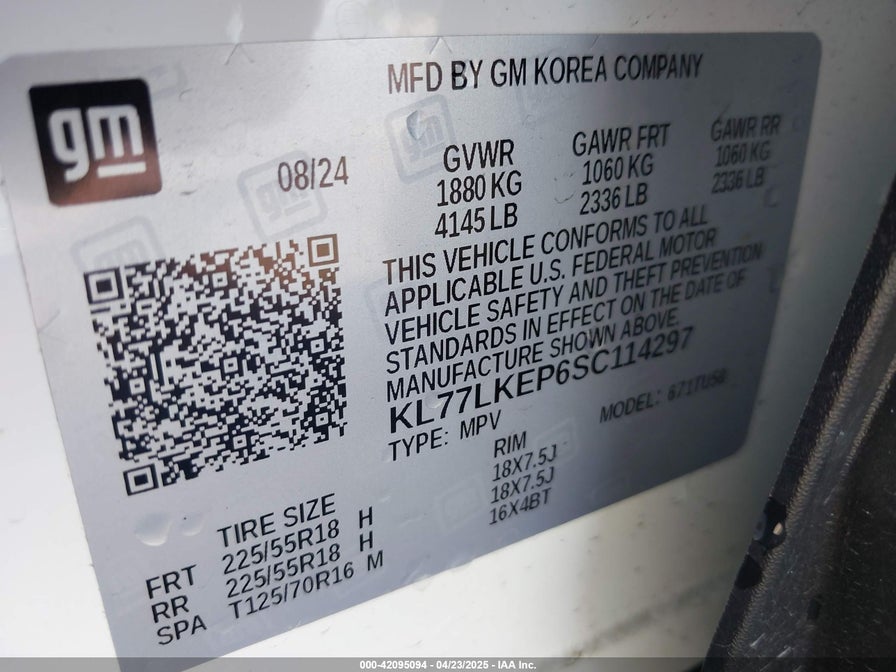 gm
MFD BY GM KOREA COMPANY
08/24
GVWR GAWR FRT GAWR RR
1880 KG 1060 KG 1060 KG
4145 LB 2336 LB 2336 LB
THIS VEHICLE CONFORMS TO ALL
APPLICABLE U.S. FEDERAL MOTOR
VEHICLE SAFETY AND THEFT PREVENTION
STANDARDS IN EFFECT ON THE DATE OF
MANUFACTURE SHOWN ABOVE.
KL77LKEP6SC114297
TYPE: MPV MODEL: 671TU58
TIRE SIZE RIM
FRT 225/55R18 H 18X7.5J
RR 225/55R18 H 18X7.5J
SPA T125/70R16 M 16X4BT
000-42095094 - 04/23/2025 - IAA Inc.